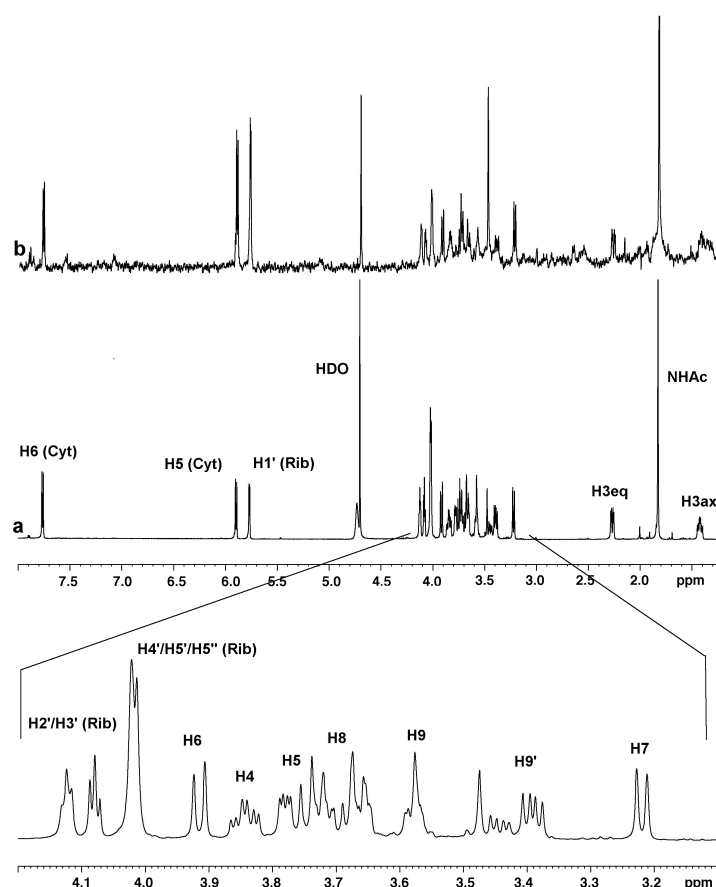 b
HDO
NHAc
H6 (Cyt)
H5 (Cyt)
H1' (Rib)
H3eq
H3ax
a
7.5 7.0 6.5 6.0 5.5 5.0 4.5 4.0 3.5 3.0 2.5 2.0 ppm
H4'/H5'/H5" (Rib)
H2'/H3' (Rib)
H6
H8
H9
H4
H5
H9'
H7
4.1 4.0 3.9 3.8 3.7 3.6 3.5 3.4 3.3 3.2 ppm